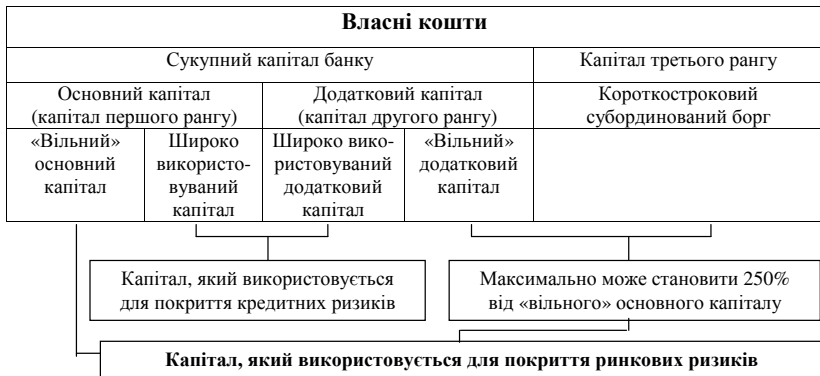 Власні кошти
Сукупний капітал банку
Капітал третього рангу
Основний капітал
(капітал першого рангу)
Додатковий капітал
(капітал другого рангу)
Короткостроковий
субординований борг
«Вільний»
основний
капітал
Широко
використо-
вуваний
капітал
Широко вико-
ристовуваний
додатковий
капітал
«Вільний»
додатковий
капітал
Капітал, який використовується
для покриття кредитних ризиків
Максимально може становити 250%
від «вільного» основного капіталу
Капітал, який використовується для покриття ринкових ризиків